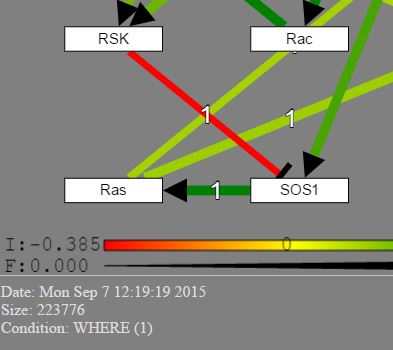 RSK Rac
1 1
Ras 1 SOS1
I:-0.385 0
F:0.000
Date: Mon Sep 7 12:19:19 2015
Size: 223776
Condition: WHERE (1)